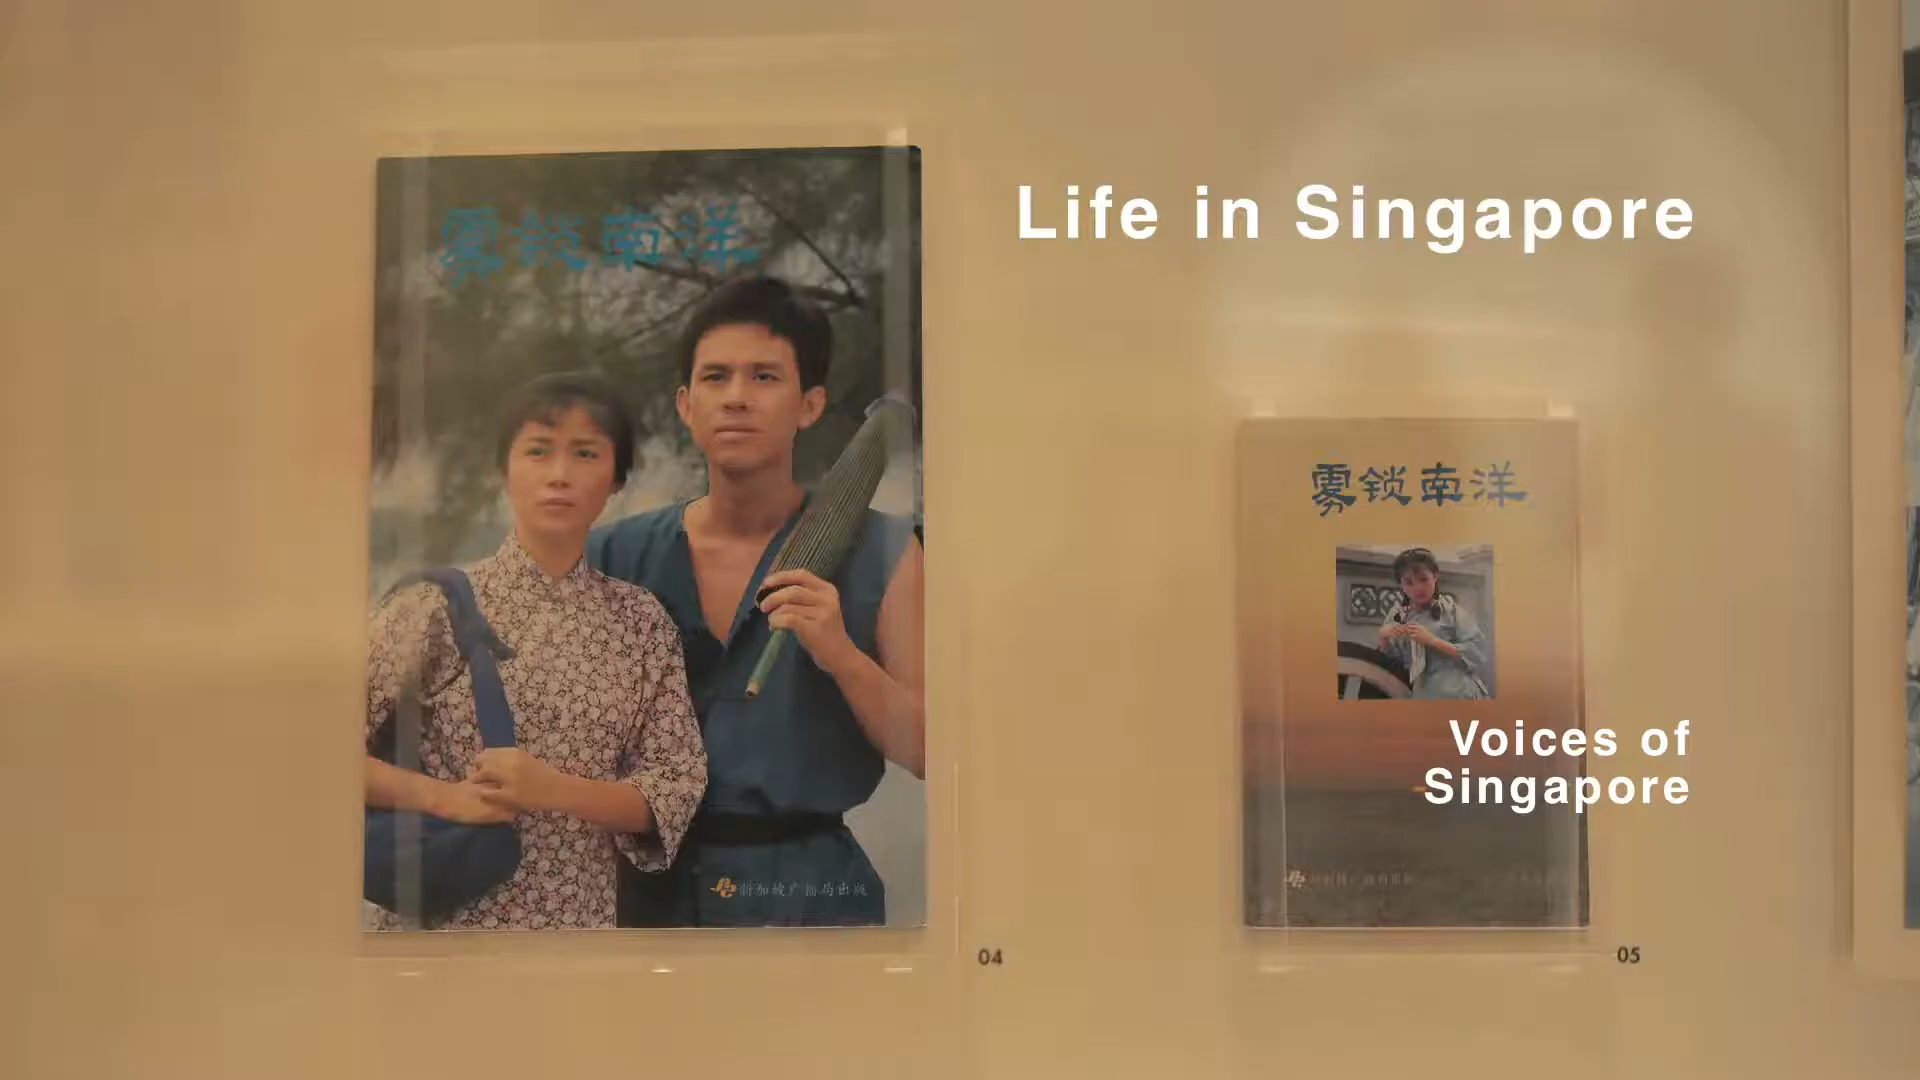 雾锁南洋
Life in Singapore
雾锁南洋
Voices of
Singapore
新加坡广播局出版
04
05